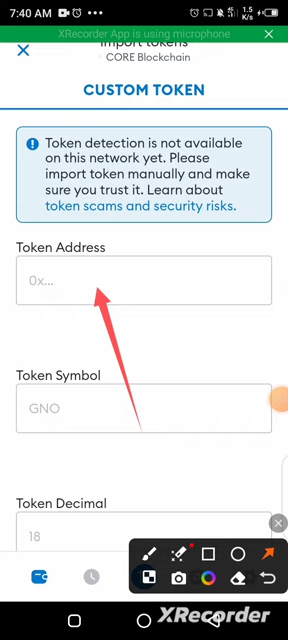 7:40 AM
1.5
K/s
XRecorder App is using microphone
Import tokens
CORE Blockchain
CUSTOM TOKEN
Token detection is not available
on this network yet. Please
import token manually and make
sure you trust it. Learn about
token scams and security risks.
Token Address
0x...
Token Symbol
GNO
Token Decimal
18
XRecorder